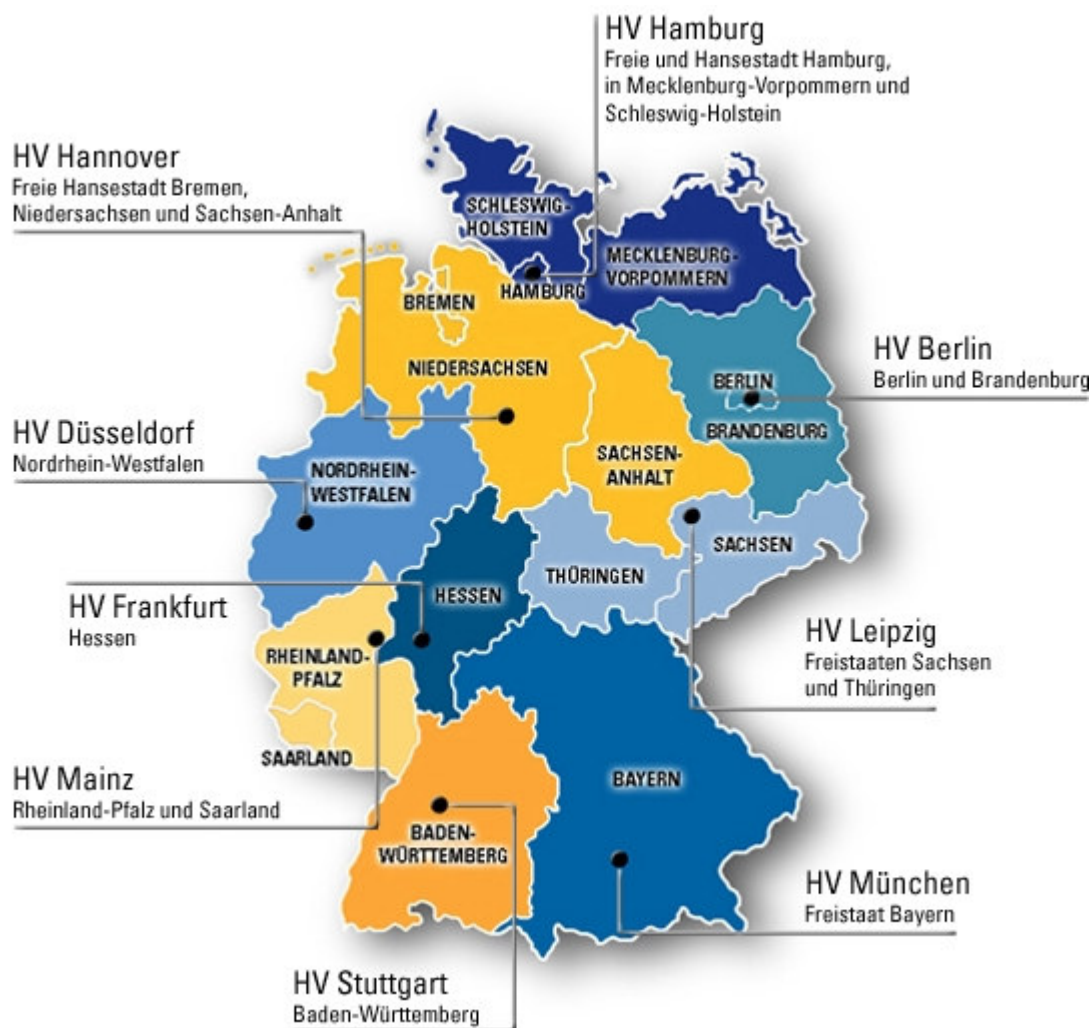 HV Hamburg
Freie und Hansestadt Hamburg,
in Mecklenburg-Vorpommern und
Schleswig-Holstein
HV Hannover
Freie Hansestadt Bremen,
Niedersachsen und Sachsen-Anhalt
SCHLESWIG-
HOLSTEIN
MECKLENBURG-
VORPOMMERN
HAMBURG
BREMEN
NIEDERSACHSEN
HV Berlin
Berlin und Brandenburg
BERLIN
BRANDENBURG
HV Düsseldorf
Nordrhein-Westfalen
NORDRHEIN-
WESTFALEN
SACHSEN-
ANHALT
SACHSEN
THÜRINGEN
HESSEN
HV Frankfurt
Hessen
HV Leipzig
Freistaaten Sachsen
und Thüringen
RHEINLAND-
PFALZ
SAARLAND
HV Mainz
Rheinland-Pfalz und Saarland
BAYERN
BADEN-
WÜRTTEMBERG
HV München
Freistaat Bayern
HV Stuttgart
Baden-Württemberg